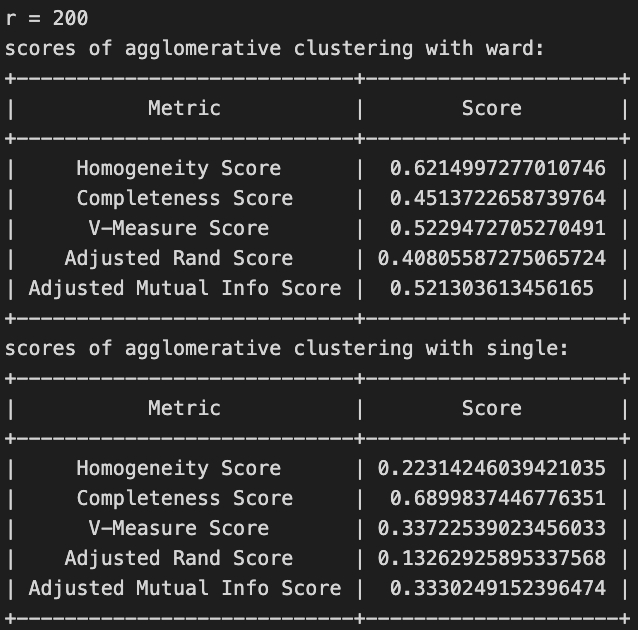 r = 200
scores of agglomerative clustering with ward:
+----------------------------+---------------------+
|           Metric           |        Score        |
+----------------------------+---------------------+
|     Homogeneity Score      |  0.6214997277010746 |
|     Completeness Score     |  0.4513722658739764 |
|      V-Measure Score       |  0.5229472705270491 |
|    Adjusted Rand Score     | 0.40805587275065724 |
| Adjusted Mutual Info Score |  0.521303613456165  |
+----------------------------+---------------------+
scores of agglomerative clustering with single:
+----------------------------+---------------------+
|           Metric           |        Score        |
+----------------------------+---------------------+
|     Homogeneity Score      | 0.22314246039421035 |
|     Completeness Score     |  0.6899837446776351 |
|      V-Measure Score       | 0.33722539023456033 |
|    Adjusted Rand Score     | 0.13262925895337568 |
| Adjusted Mutual Info Score |  0.3330249152396474 |
+----------------------------+---------------------+